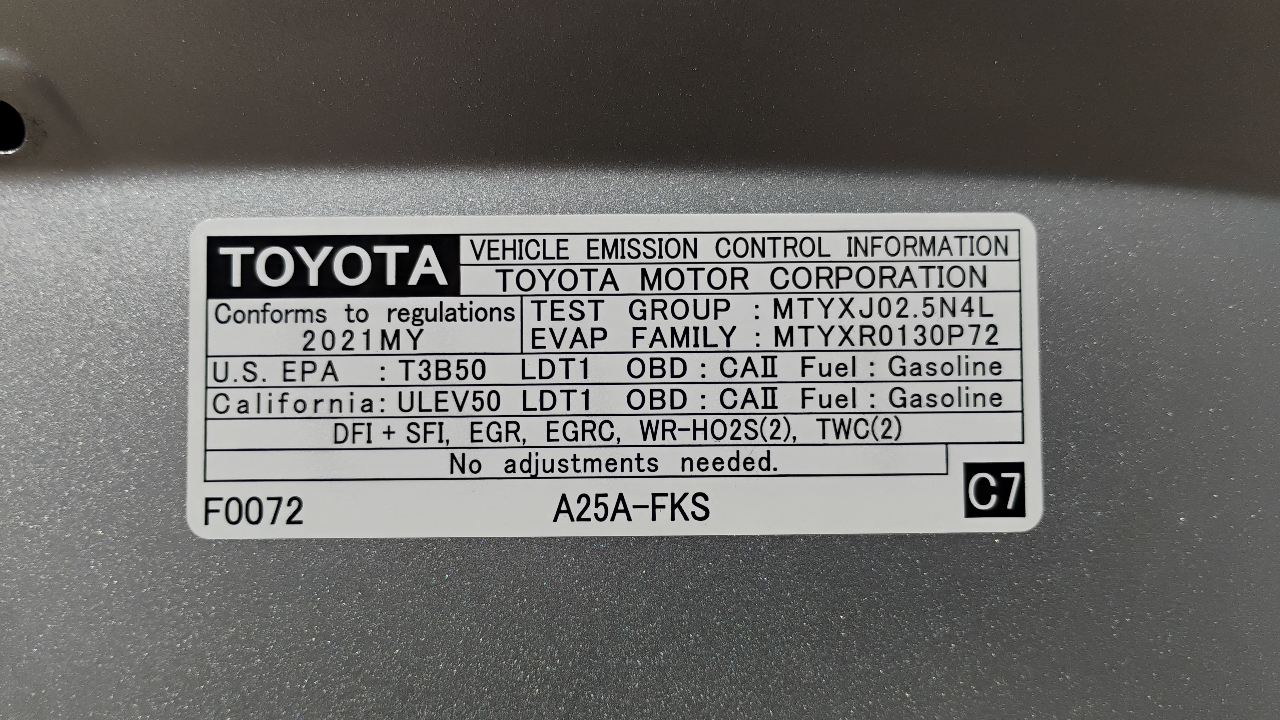 TOYOTA VEHICLE EMISSION CONTROL INFORMATION
TOYOTA MOTOR CORPORATION
Conforms to regulations
2021MY
TEST GROUP : MTYXJ02.5N4L
EVAP FAMILY : MTYXR0130P72
U.S. EPA : T3B50 LDT1 OBD : CAⅡ Fuel : Gasoline
California: ULEV50 LDT1 OBD : CAⅡ Fuel : Gasoline
DFI + SFI, EGR, EGRC, WR-HO2S(2), TWC(2)
No adjustments needed.
F0072 A25A-FKS C7